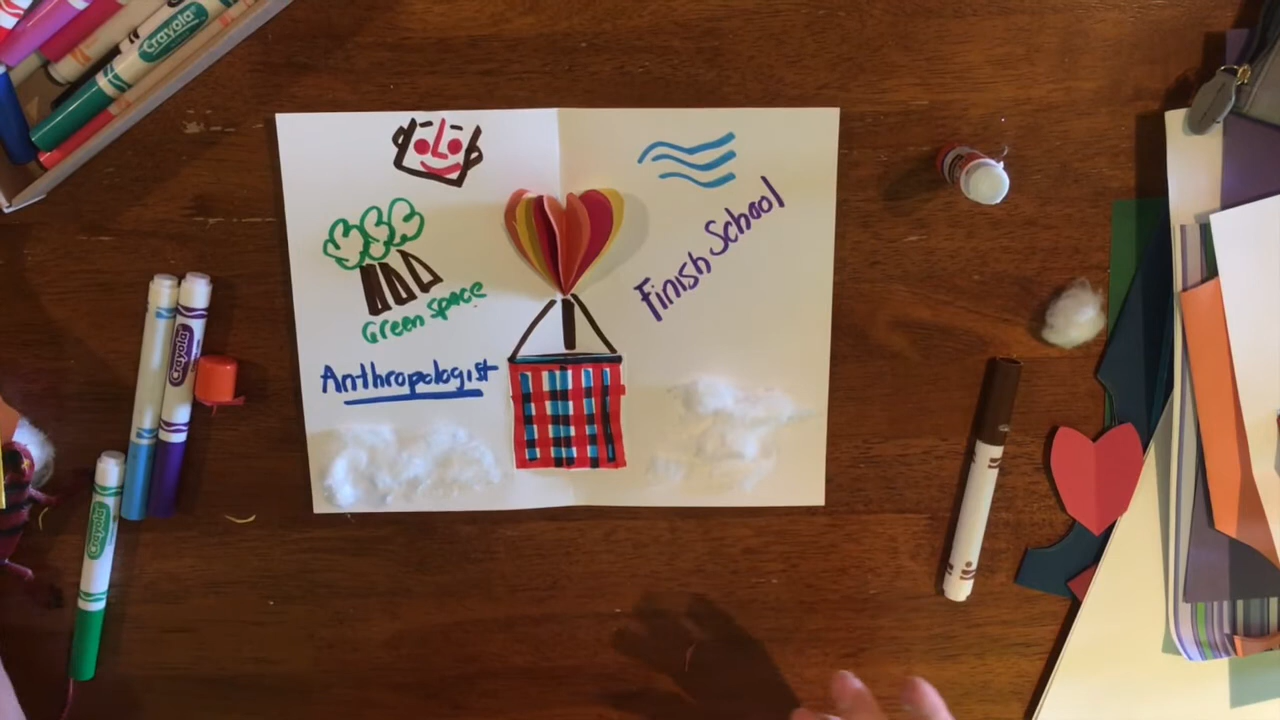 Crayola
Finish School
Green Space
Anthropologist
Crayola
Crayola